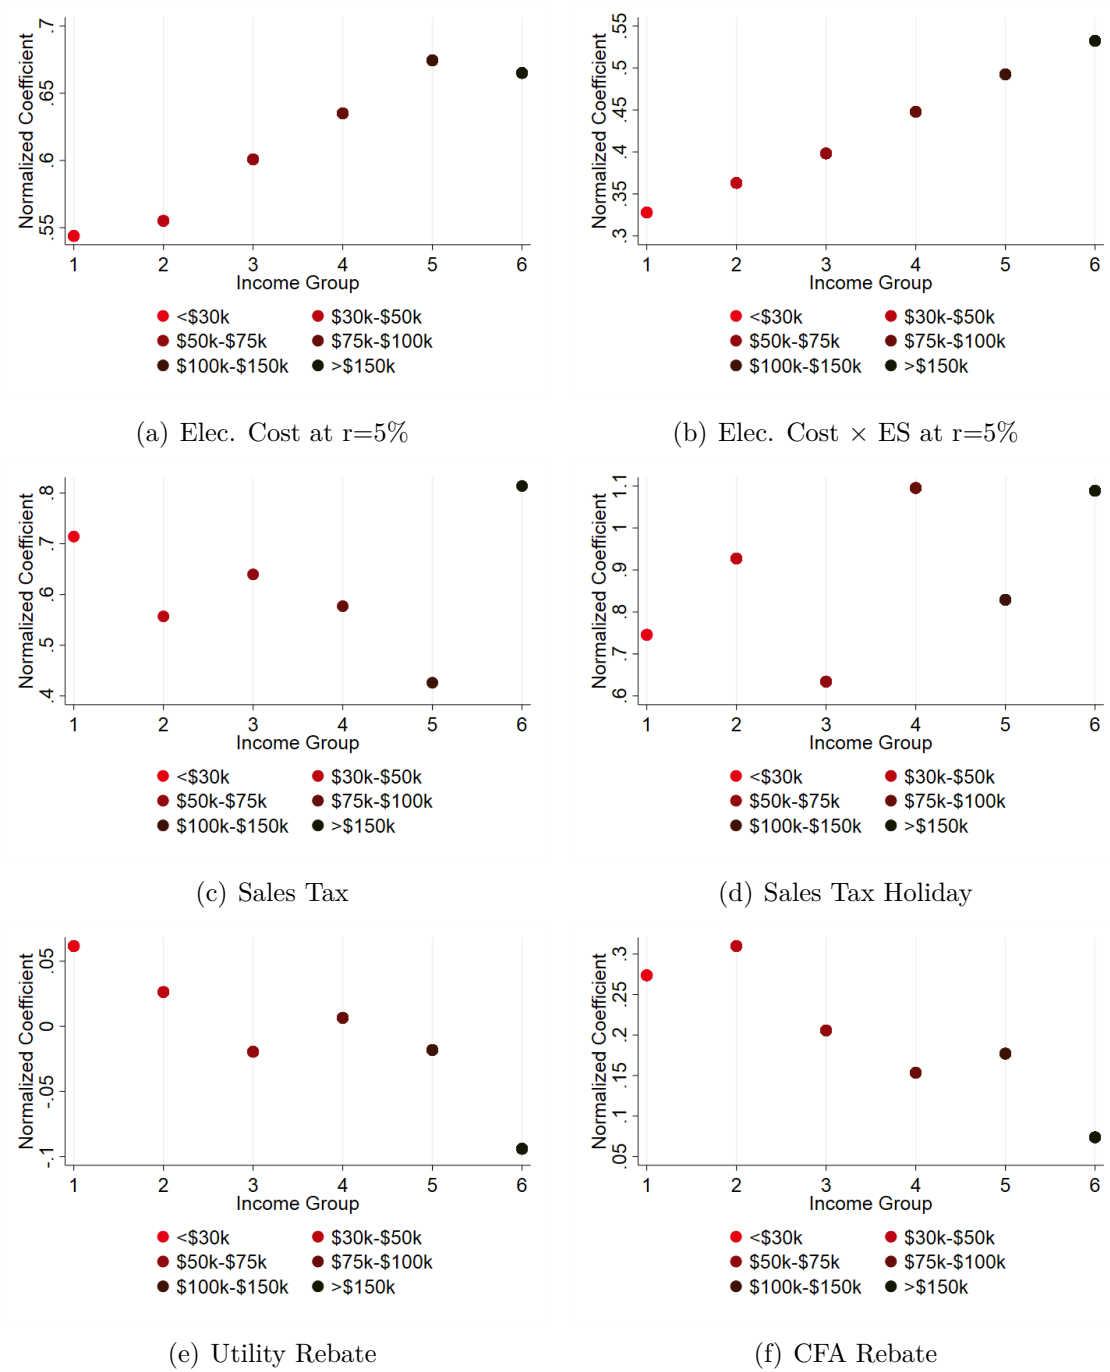 Normalized Coefficient
.7
.65
.6
.55
1 2 3 4 5 6
Income Group
<$30k $30k-$50k
$50k-$75k $75k-$100k
$100k-$150k >$150k
(a) Elec. Cost at r=5%
Normalized Coefficient
.55
.5
.45
.4
.35
.3
1 2 3 4 5 6
Income Group
<$30k $30k-$50k
$50k-$75k $75k-$100k
$100k-$150k >$150k
(b) Elec. Cost × ES at r=5%
Normalized Coefficient
.8
.7
.6
.5
.4
1 2 3 4 5 6
Income Group
<$30k $30k-$50k
$50k-$75k $75k-$100k
$100k-$150k >$150k
(c) Sales Tax
Normalized Coefficient
1.1
1
.9
.8
.7
.6
1 2 3 4 5 6
Income Group
<$30k $30k-$50k
$50k-$75k $75k-$100k
$100k-$150k >$150k
(d) Sales Tax Holiday
Normalized Coefficient
.05
0
-.05
-.1
1 2 3 4 5 6
Income Group
<$30k $30k-$50k
$50k-$75k $75k-$100k
$100k-$150k >$150k
(e) Utility Rebate
Normalized Coefficient
.3
.25
.2
.15
.1
.05
1 2 3 4 5 6
Income Group
<$30k $30k-$50k
$50k-$75k $75k-$100k
$100k-$150k >$150k
(f) CFA Rebate